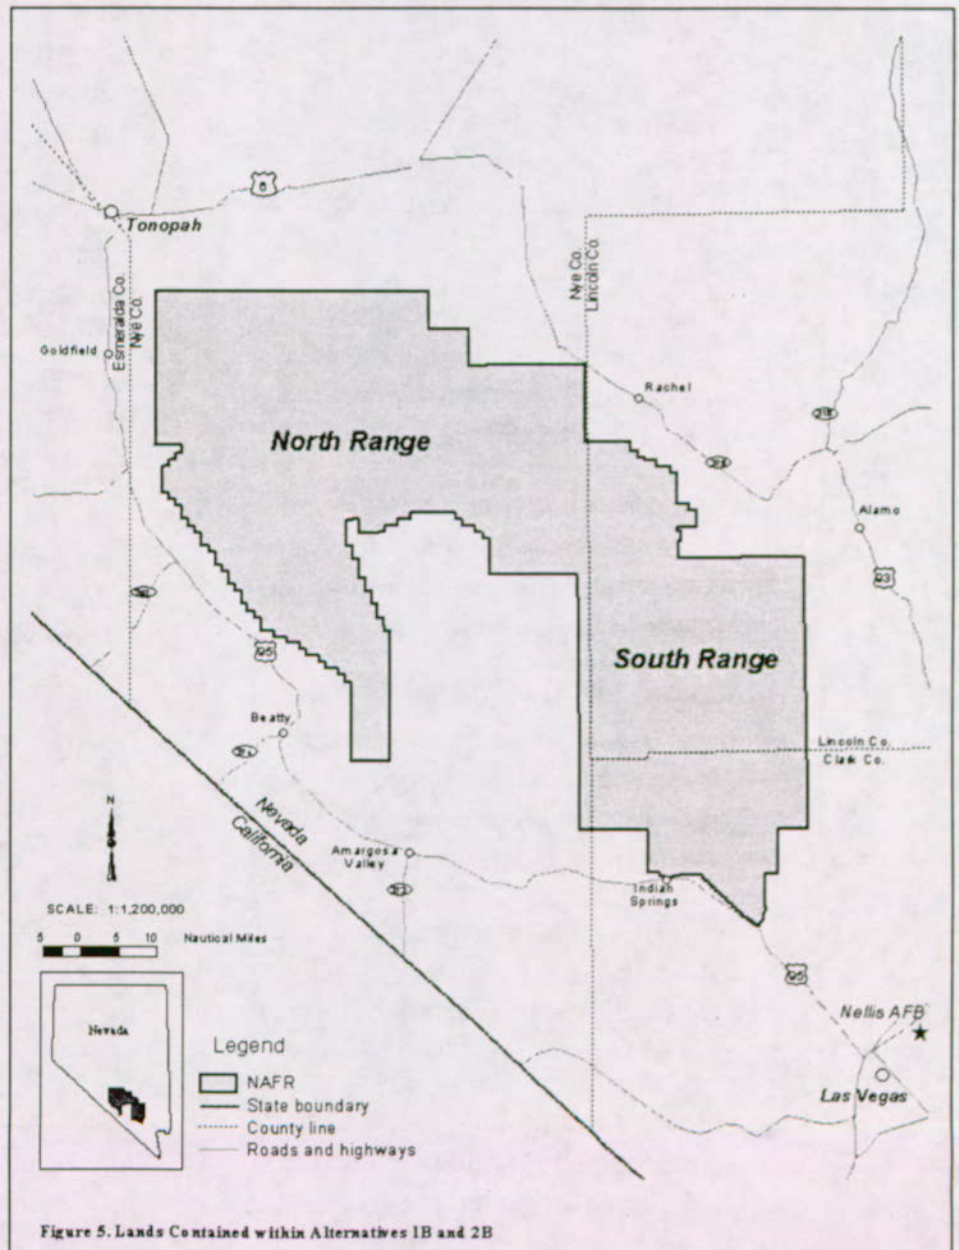 6
Tonopah
Esmeralda Co.
Nye Co.
Nye Co.
Lincoln Co.
Goldfield
Rachel
North Range
Alamo
93
South Range
95
Beatty
Lincoln Co.
Clark Co.
Nevada
California
N
Amargosa
Valley
Indian
Springs
SCALE: 1:1,200,000
5 0 5 10 Nautical Miles
95
Nellis AFB
Las Vegas
Nevada
Legend
NAFR
State boundary
County line
Roads and highways
Figure 5. Lands Contained within Alternatives 1B and 2B